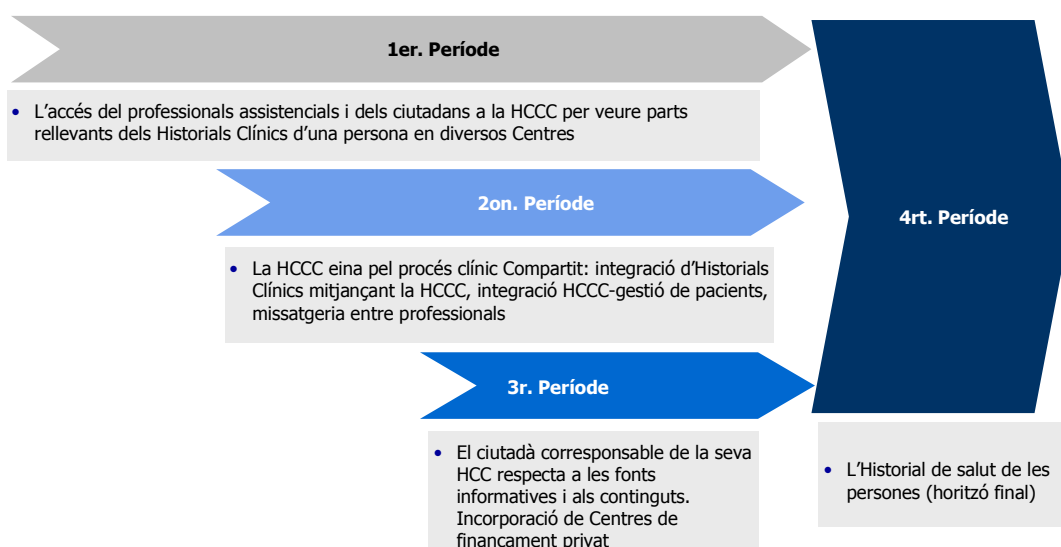 1er. Període
• L'accés del professionals assistencials i dels ciutadans a la HCCC per veure parts
rellevants dels Historials Clínics d'una persona en diversos Centres
2on. Període
• La HCCC eina pel procés clínic Compartit: integració d'Historials
Clínics mitjançant la HCCC, integració HCCC-gestió de pacients,
missatgeria entre professionals
3r. Període
• El ciutadà corresponsable de la seva
HCC respecta a les fonts
informatives i als continguts.
Incorporació de Centres de
finançament privat
4rt. Període
• L'Historial de salut de les
persones (horitzó final)